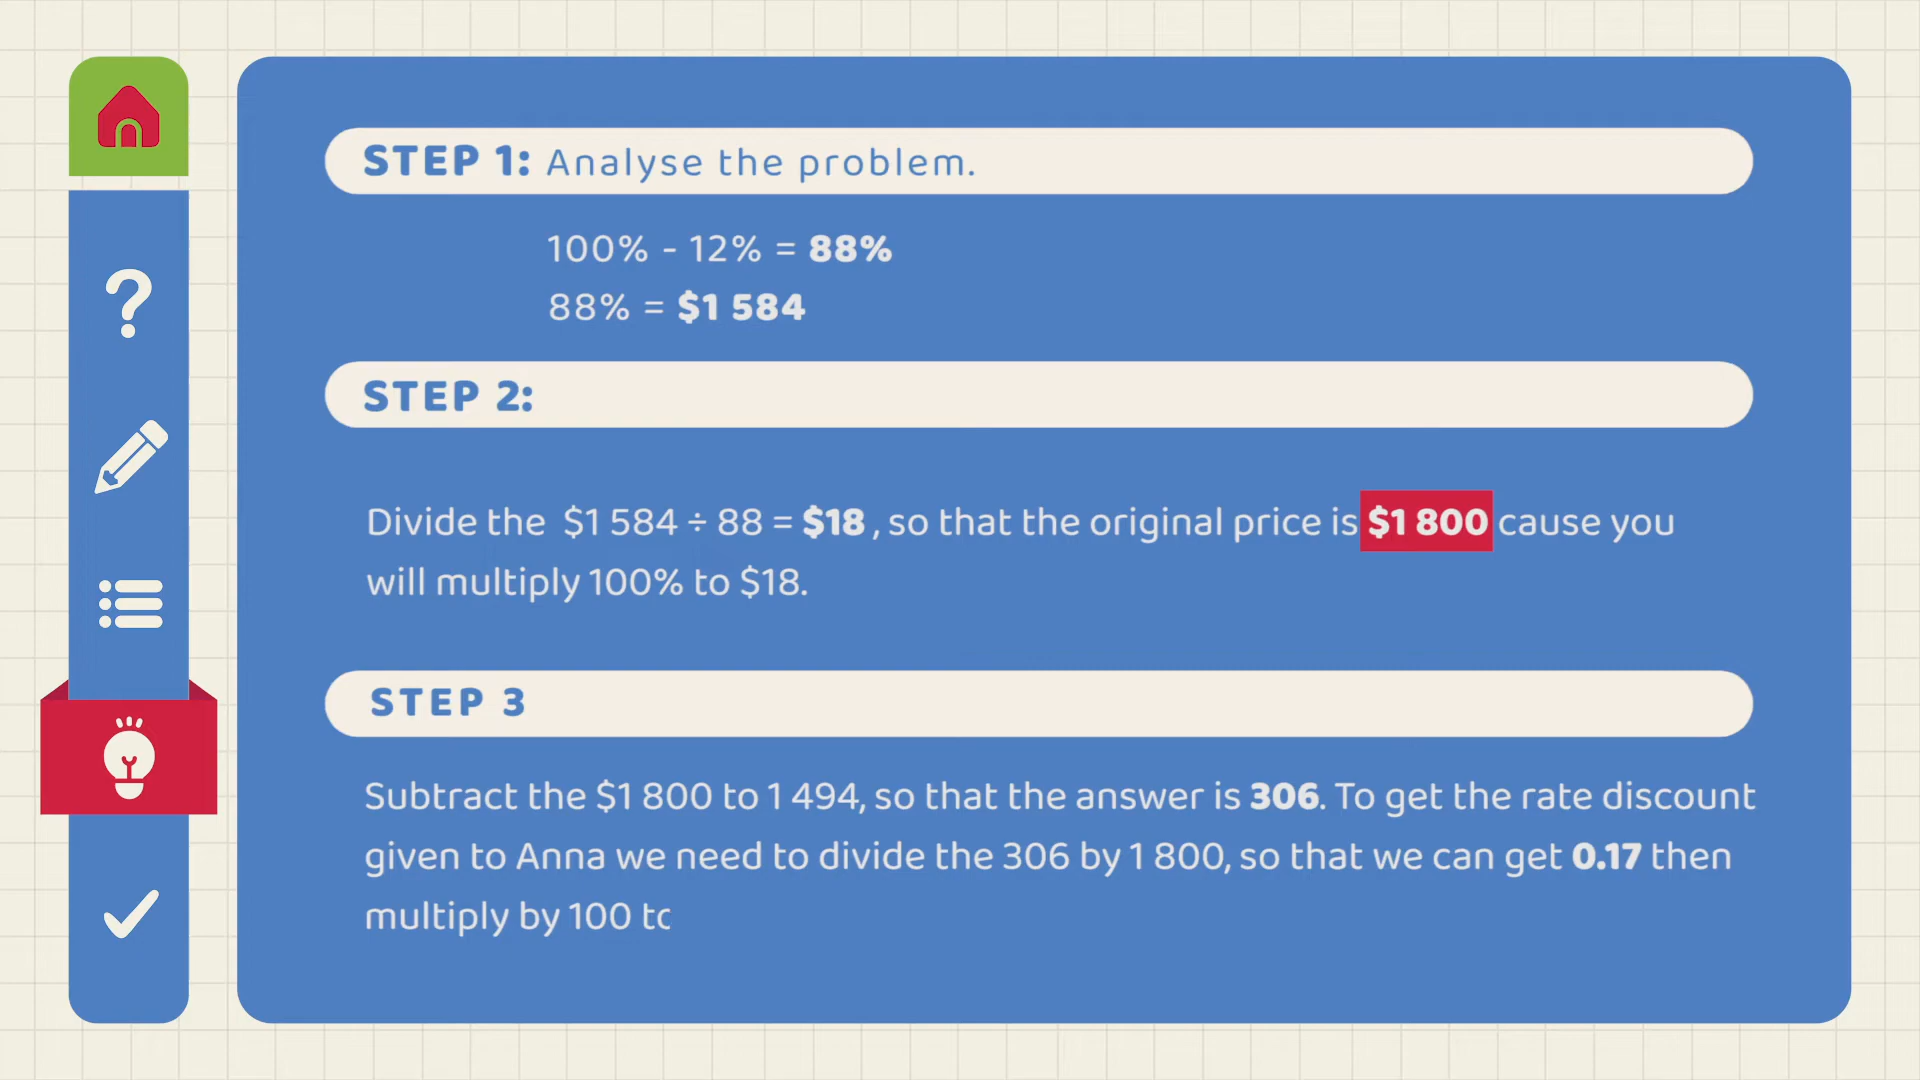 STEP 1: Analyse the problem.
100% - 12% = 88%
88% = $1 584
STEP 2:
Divide the $1 584 ÷ 88 = $18 , so that the original price is $1 800 cause you
will multiply 100% to $18.
STEP 3
Subtract the $1 800 to 1 494, so that the answer is 306. To get the rate discount
given to Anna we need to divide the 306 by 1 800, so that we can get 0.17 then
multiply by 100